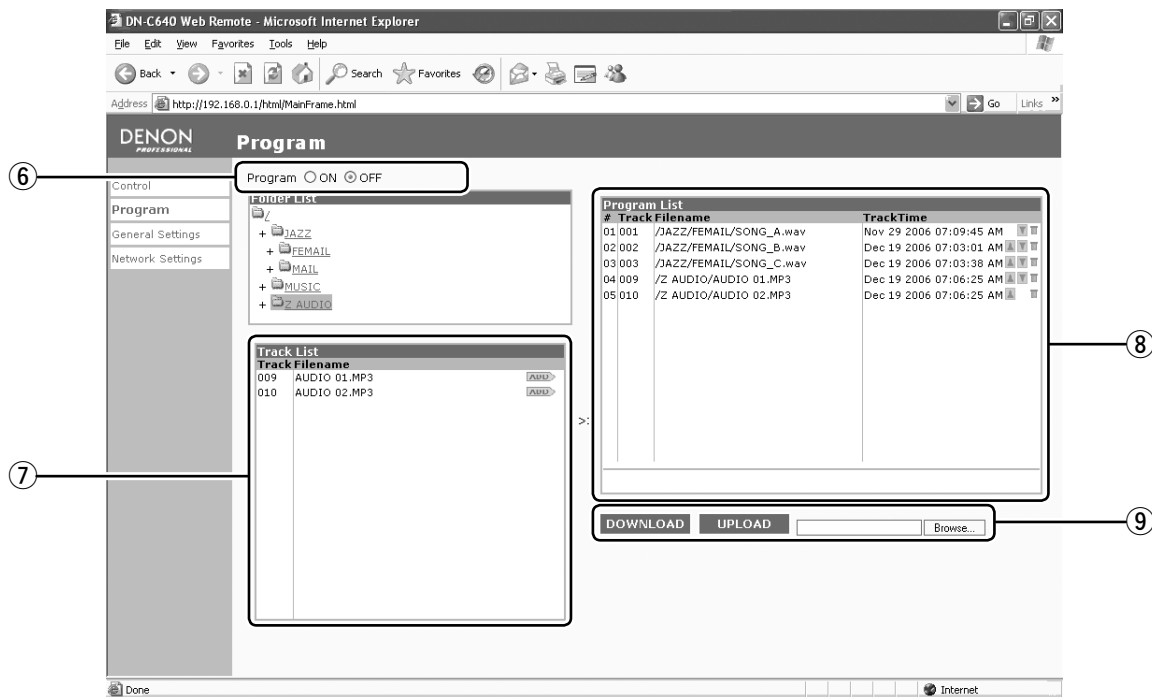 DN-C640 Web Remote - Microsoft Internet Explorer
File Edit View Favorites Tools Help
Back Search Favorites
Address http://192.168.0.1/html/MainFrame.html Go Links »
DENON
PROFESSIONAL
Program
⑥
Program ON OFF
Control
Program
General Settings
Network Settings
Folder List
/
+ JAZZ
+ FEMAIL
+ MAIL
+ MUSIC
+ Z AUDIO
Program List
# Track Filename TrackTime
01 001 /JAZZ/FEMAIL/SONG_A.wav Nov 29 2006 07:09:45 AM
02 002 /JAZZ/FEMAIL/SONG_B.wav Dec 19 2006 07:03:01 AM
03 003 /JAZZ/FEMAIL/SONG_C.wav Dec 19 2006 07:03:38 AM
04 009 /Z AUDIO/AUDIO 01.MP3 Dec 19 2006 07:06:25 AM
05 010 /Z AUDIO/AUDIO 02.MP3 Dec 19 2006 07:06:25 AM
⑧
Track List
Track Filename
009 AUDIO 01.MP3 ADD
010 AUDIO 02.MP3 ADD
>:
⑦
DOWNLOAD UPLOAD Browse...
⑨
Done Internet